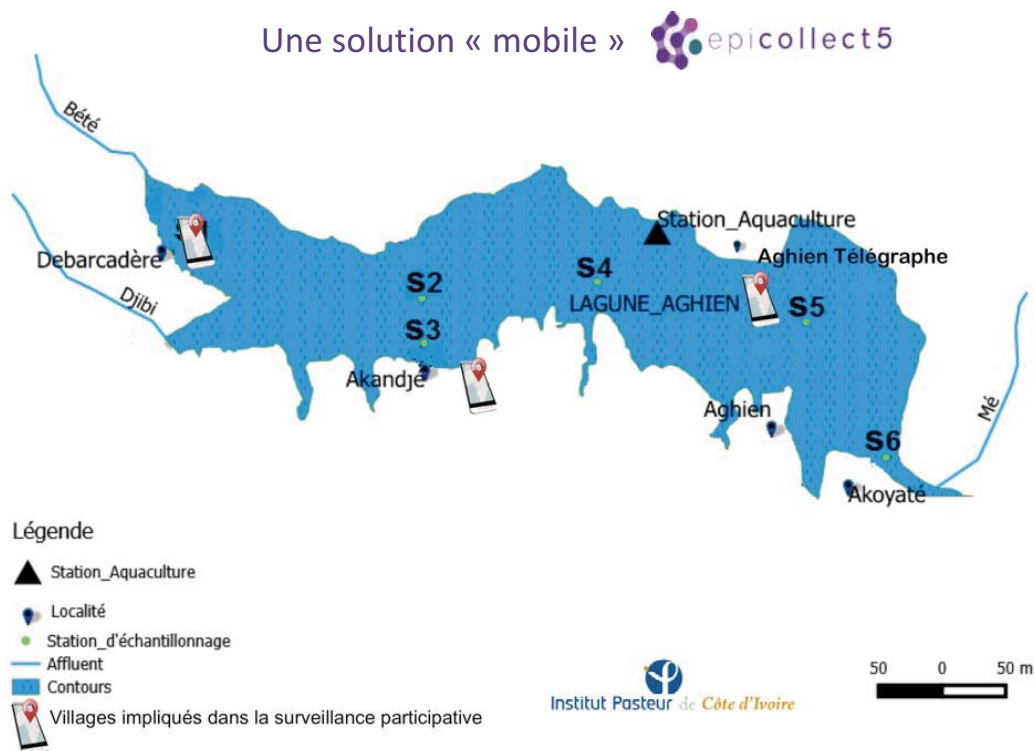 Une solution « mobile » epicollect5
Bété
Station_Aquaculture
Debarcadère
Aghien Télégraphe
Djibi
S2
S4
LAGUNE_AGHIEN
S5
S3
Akandjé
Aghien
Mé
S6
Akoyaté
Légende
Station_Aquaculture
Localité
Station_d'échantillonnage
Affluent
Contours
Villages impliqués dans la surveillance participative
Institut Pasteur de Côte d'Ivoire
50 0 50 m